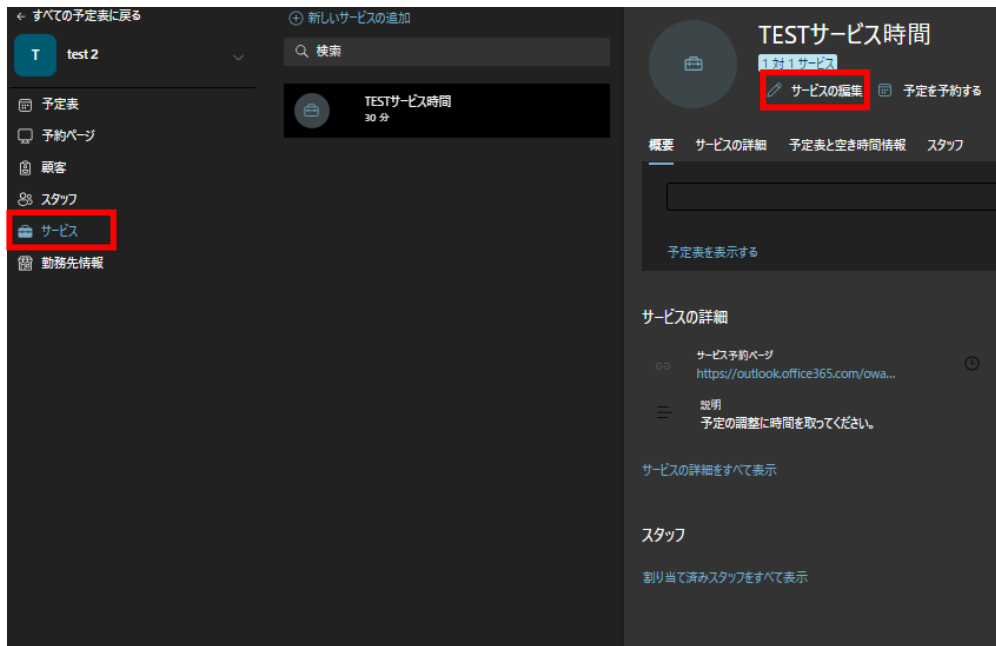 ← すべての予定表に戻る
T test 2
予定表
予約ページ
顧客
スタッフ
サービス
勤務先情報
新しいサービスの追加
検索
TESTサービス時間
30 分
TESTサービス時間
1 対 1 サービス
サービスの編集 予定を予約する
概要 サービスの詳細 予定表と空き時間情報 スタッフ
予定表を表示する
サービスの詳細
サービス予約ページ
https://outlook.office365.com/owa...
説明
予定の調整に時間を取ってください。
サービスの詳細をすべて表示
スタッフ
割り当て済みスタッフをすべて表示